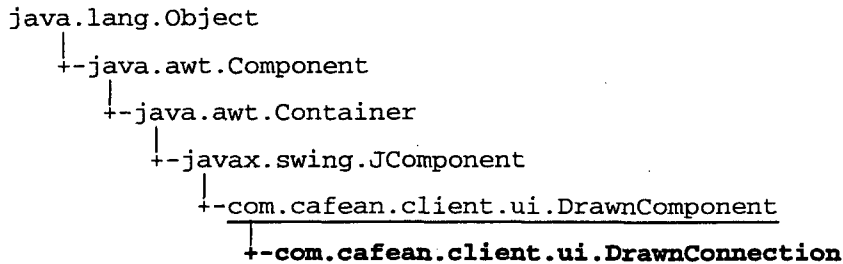 java.lang.Object
+-java.awt.Component
+-java.awt.Container
+-javax.swing.JComponent
+-com.cafean.client.ui.DrawnComponent
+-com.cafean.client.ui.DrawnConnection